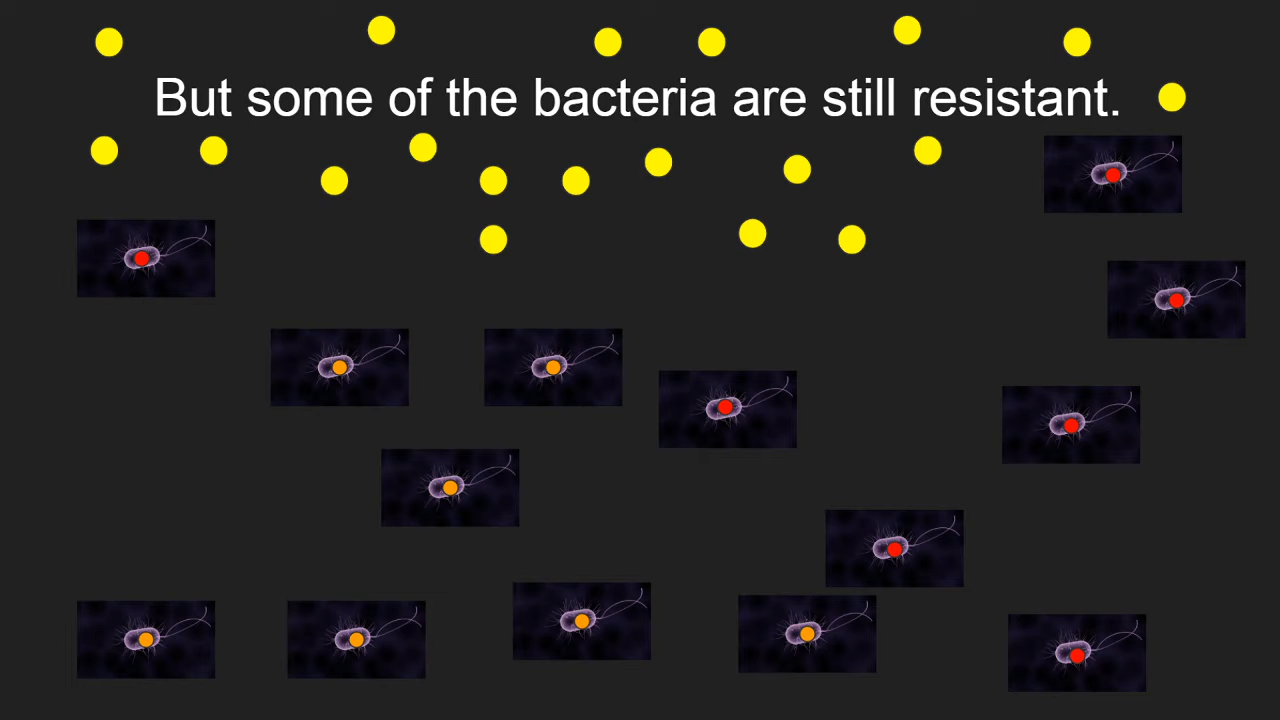 But some of the bacteria are still resistant.